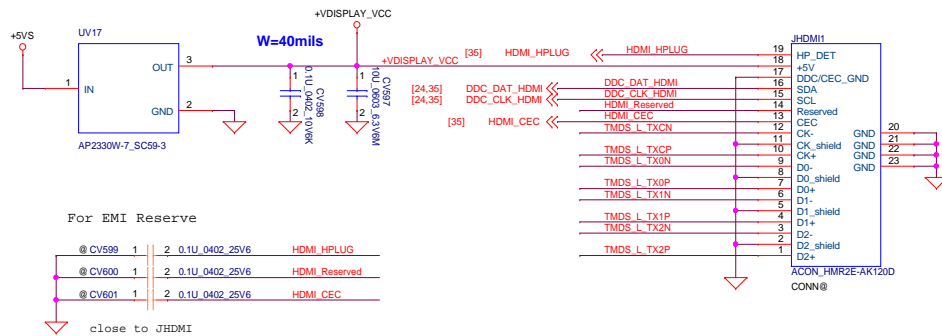 +VDISPLAY_VCC
+5VS
UV17
W=40mils
1
IN
OUT
3
GND
2
AP2330W-7_SC59-3
1
2
0.1U_0402_10V6K
CV598
1
2
10U_0603_6.3V6M
CV597
+VDISPLAY_VCC
[35] HDMI_HPLUG HDMI_HPLUG
[24,35] DDC_DAT_HDMI DDC_DAT_HDMI
[24,35] DDC_CLK_HDMI DDC_CLK_HDMI
HDMI_Reserved
[35] HDMI_CEC HDMI_CEC
TMDS_L_TXCN
TMDS_L_TXCP
TMDS_L_TX0N
TMDS_L_TX0P
TMDS_L_TX1N
TMDS_L_TX1P
TMDS_L_TX2N
TMDS_L_TX2P
JHDMI1
19 HP_DET
18 +5V
17 DDC/CEC_GND
16 SDA
15 SCL
14 Reserved
13 CEC
12 CK-
11 CK_shield
10 CK+
9 D0-
8 D0_shield
7 D0+
6 D1-
5 D1_shield
4 D1+
3 D2-
2 D2_shield
1 D2+
GND 20
GND 21
GND 22
GND 23
ACON_HMR2E-AK120D
CONN@
For EMI Reserve
@ CV599 1 2 0.1U_0402_25V6 HDMI_HPLUG
@ CV600 1 2 0.1U_0402_25V6 HDMI_Reserved
@ CV601 1 2 0.1U_0402_25V6 HDMI_CEC
close to JHDMI